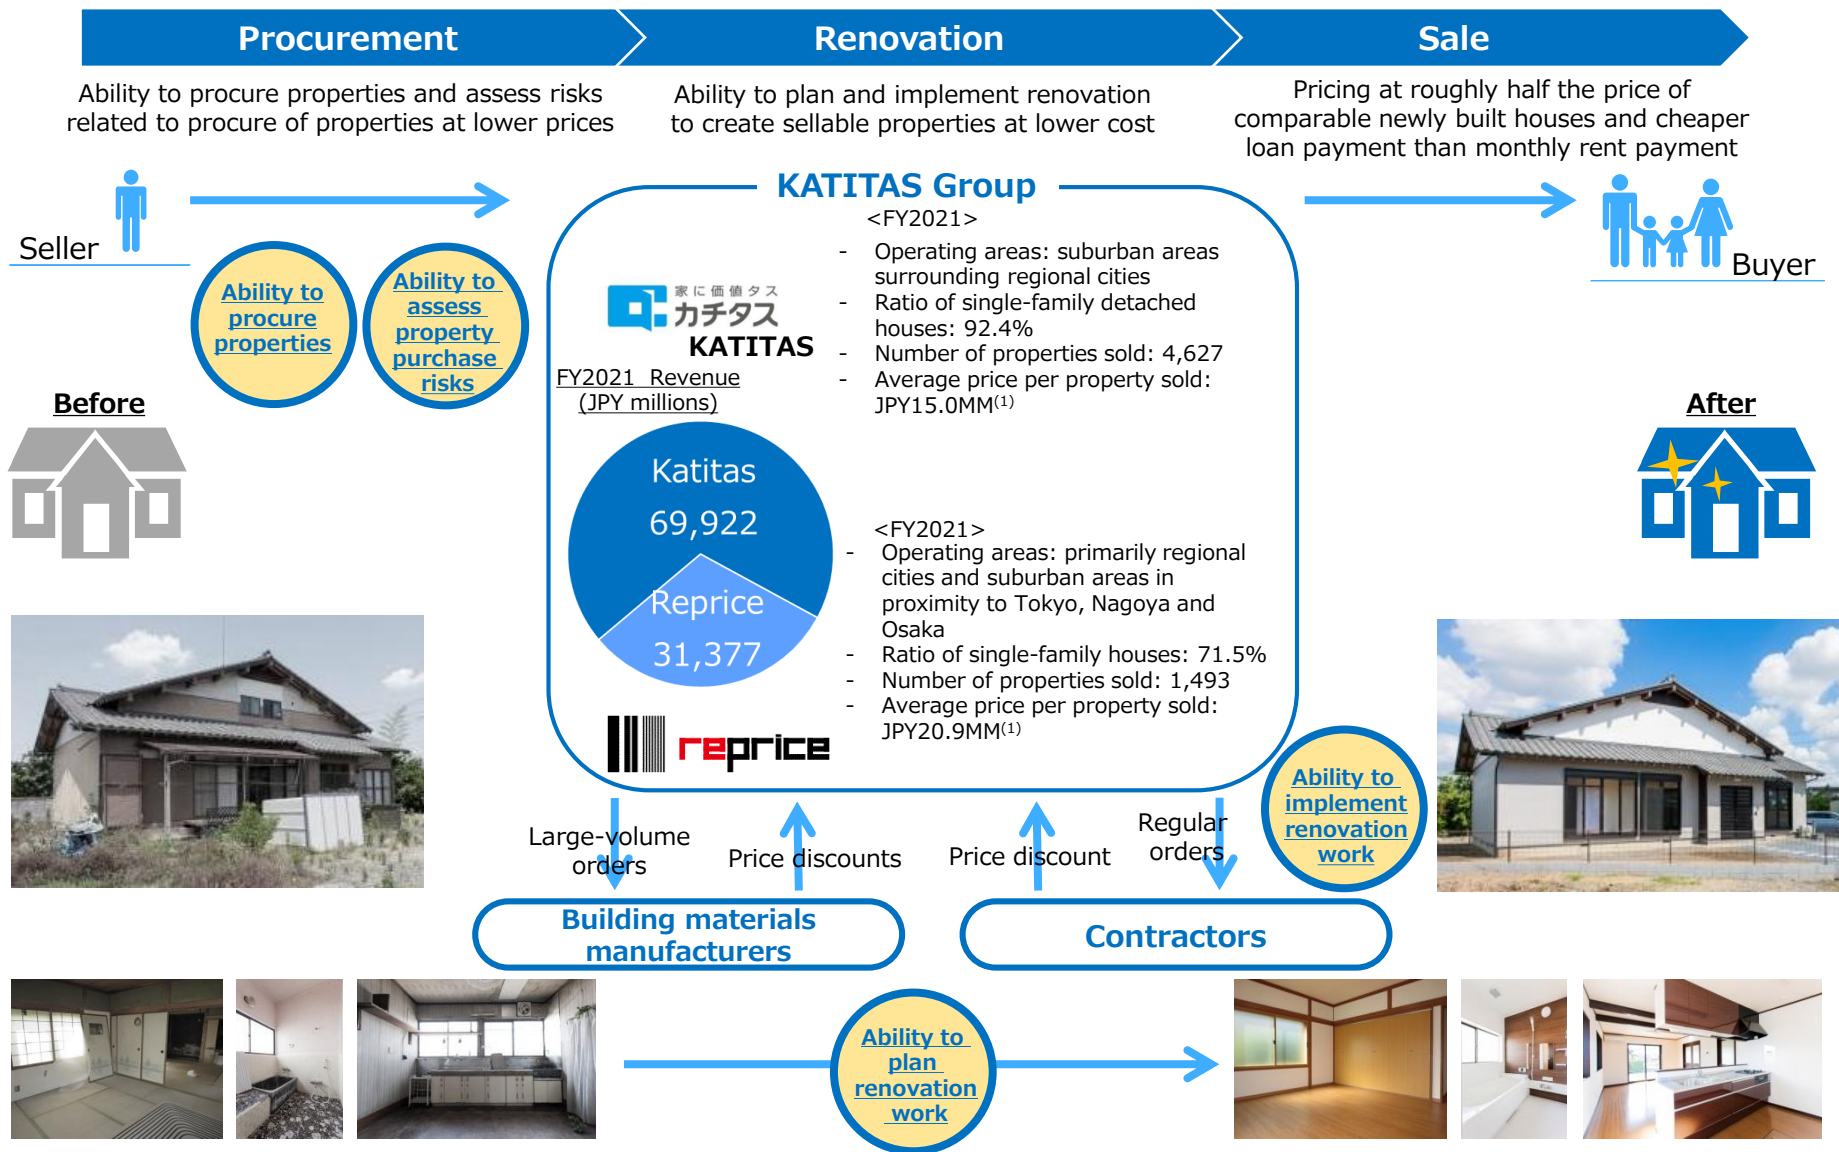 Procurement
Renovation
Sale
Ability to procure properties and assess risks
related to procure of properties at lower prices
Ability to plan and implement renovation
to create sellable properties at lower cost
Pricing at roughly half the price of
comparable newly built houses and cheaper
loan payment than monthly rent payment
Seller
Ability to
procure
properties
Ability to
assess
property
purchase
risks
KATITAS Group
<FY2021>
- Operating areas: suburban areas
surrounding regional cities
- Ratio of single-family detached
houses: 92.4%
- Number of properties sold: 4,627
- Average price per property sold:
JPY15.0MM(1)
家に価値タス
カチタス
KATITAS
FY2021 Revenue
(JPY millions)
Katitas
69,922
Reprice
31,377
<FY2021>
- Operating areas: primarily regional
cities and suburban areas in
proximity to Tokyo, Nagoya and
Osaka
- Ratio of single-family houses: 71.5%
- Number of properties sold: 1,493
- Average price per property sold:
JPY20.9MM(1)
reprice
Buyer
Before
After
Large-volume
orders
Price discounts
Price discount
Regular
orders
Ability to
implement
renovation
work
Building materials
manufacturers
Contractors
Ability to
plan
renovation
work